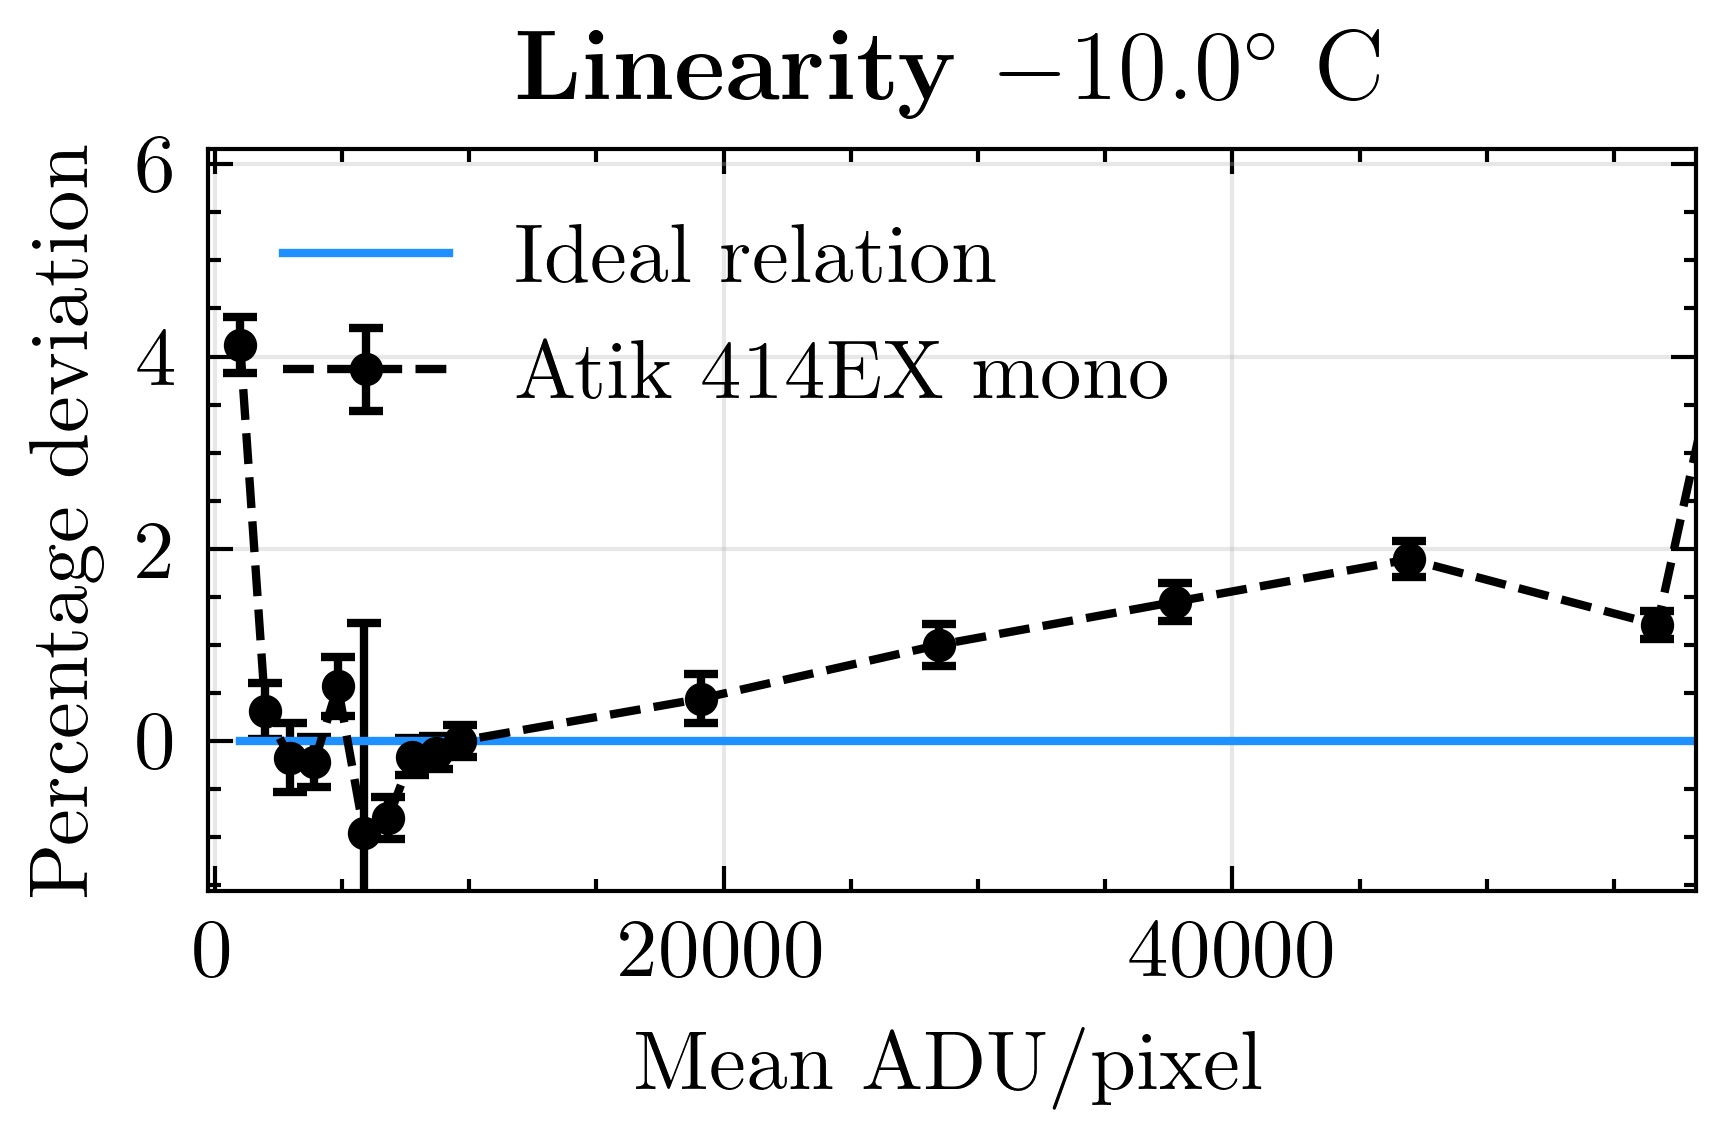 Linearity −10.0° C
Percentage deviation
6
4
2
0
Ideal relation
Atik 414EX mono
0 20000 40000
Mean ADU/pixel